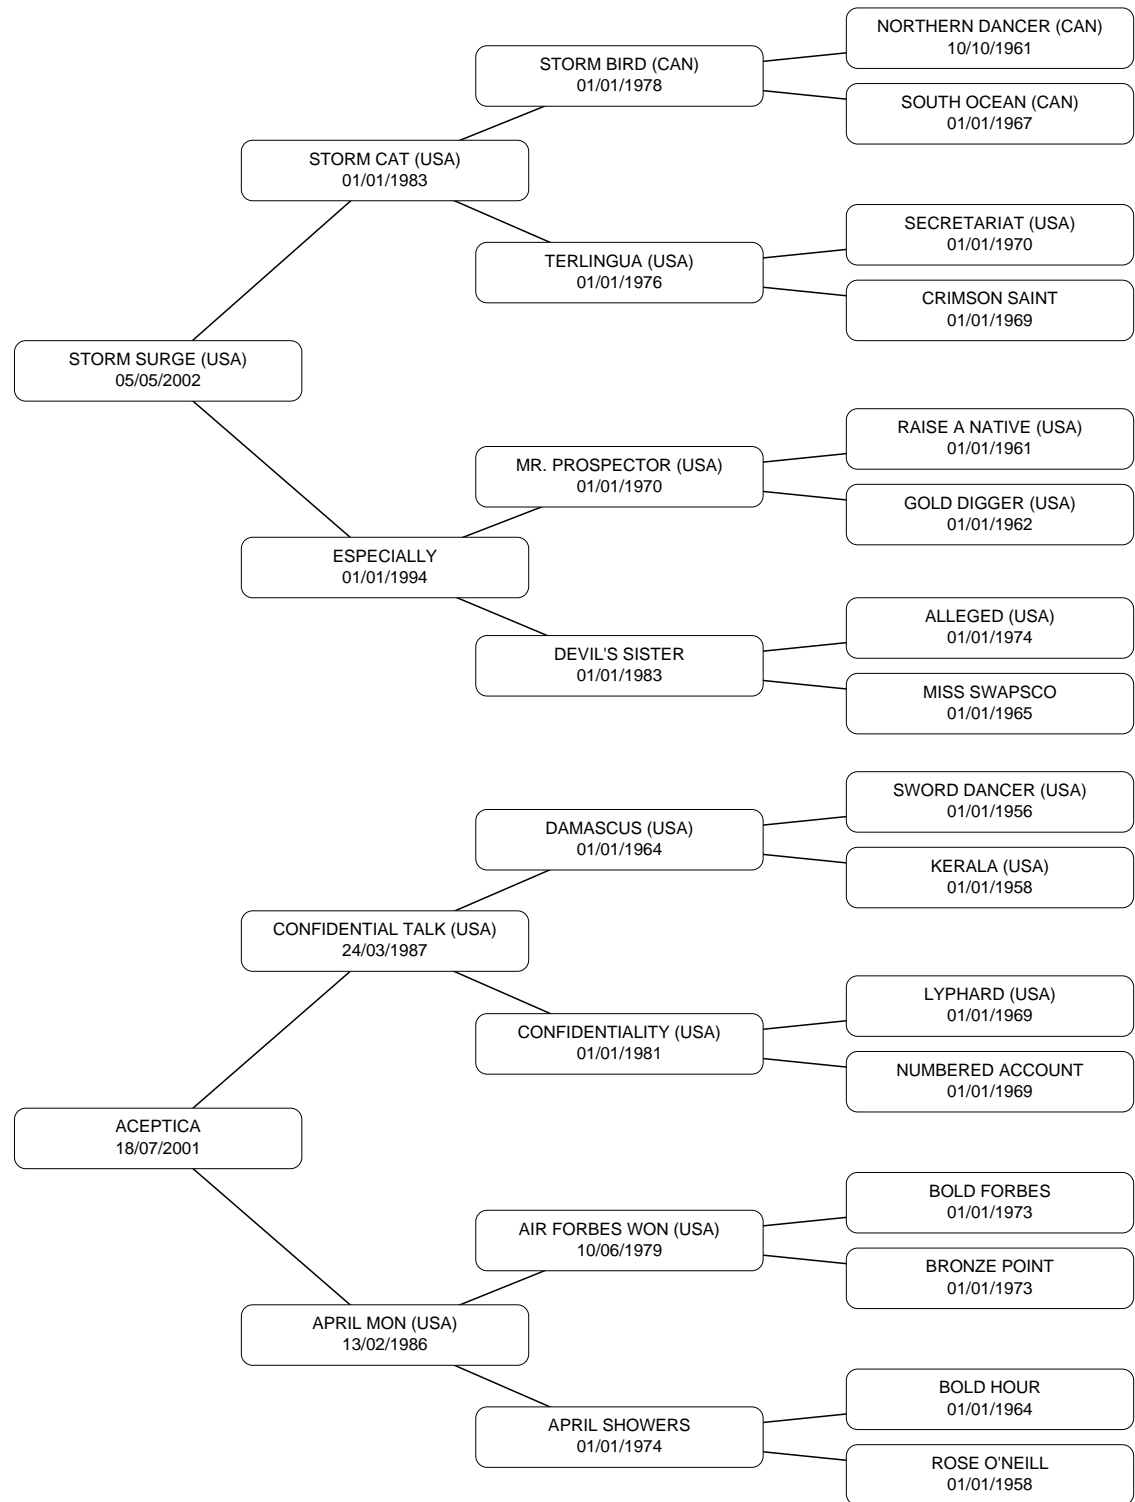 NORTHERN DANCER (CAN)
10/10/1961
STORM BIRD (CAN)
01/01/1978
SOUTH OCEAN (CAN)
01/01/1967
STORM CAT (USA)
01/01/1983
SECRETARIAT (USA)
01/01/1970
TERLINGUA (USA)
01/01/1976
CRIMSON SAINT
01/01/1969
STORM SURGE (USA)
05/05/2002
RAISE A NATIVE (USA)
01/01/1961
MR. PROSPECTOR (USA)
01/01/1970
GOLD DIGGER (USA)
01/01/1962
ESPECIALLY
01/01/1994
ALLEGED (USA)
01/01/1974
DEVIL'S SISTER
01/01/1983
MISS SWAPSCO
01/01/1965
SWORD DANCER (USA)
01/01/1956
DAMASCUS (USA)
01/01/1964
KERALA (USA)
01/01/1958
CONFIDENTIAL TALK (USA)
24/03/1987
LYPHARD (USA)
01/01/1969
CONFIDENTIALITY (USA)
01/01/1981
NUMBERED ACCOUNT
01/01/1969
ACEPTICA
18/07/2001
BOLD FORBES
01/01/1973
AIR FORBES WON (USA)
10/06/1979
BRONZE POINT
01/01/1973
APRIL MON (USA)
13/02/1986
BOLD HOUR
01/01/1964
APRIL SHOWERS
01/01/1974
ROSE O'NEILL
01/01/1958